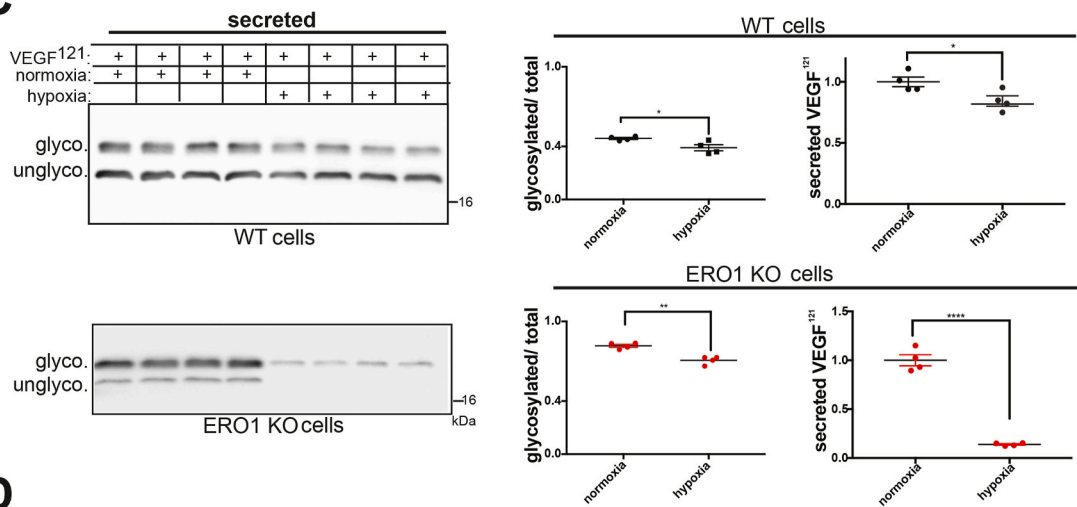 C
secreted
VEGF121: + + + + + + + +
normoxia: + + + +
hypoxia: + + + +
glyco.
unglyco.
16
WT cells
glyco.
unglyco.
16
kDa
ERO1 KO cells
WT cells
glycosylated/ total
1.0
0.4
0.0
*
normoxia
hypoxia
secreted VEGF121
1.0
0.5
0.0
*
normoxia
hypoxia
ERO1 KO cells
glycosylated/ total
1.0
0.4
0.0
**
normoxia
hypoxia
secreted VEGF121
1.5
1.0
0.5
0.0
****
normoxia
hypoxia